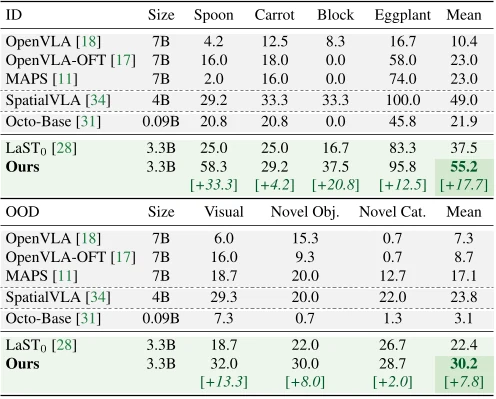 ID Size Spoon Carrot Block Eggplant Mean
OpenVLA [18] 7B 4.2 12.5 8.3 16.7 10.4
OpenVLA-OFT [17] 7B 16.0 18.0 0.0 58.0 23.0
MAPS [11] 7B 2.0 16.0 0.0 74.0 23.0
SpatialVLA [34] 4B 29.2 33.3 33.3 100.0 49.0
Octo-Base [31] 0.09B 20.8 20.8 0.0 45.8 21.9
LaST₀ [28] 3.3B 25.0 25.0 16.7 83.3 37.5
Ours 3.3B 58.3 29.2 37.5 95.8 55.2
[+33.3] [+4.2] [+20.8] [+12.5] [+17.7]
OOD Size Visual Novel Obj. Novel Cat. Mean
OpenVLA [18] 7B 6.0 15.3 0.7 7.3
OpenVLA-OFT [17] 7B 16.0 9.3 0.7 8.7
MAPS [11] 7B 18.7 20.0 12.7 17.1
SpatialVLA [34] 4B 29.3 20.0 22.0 23.8
Octo-Base [31] 0.09B 7.3 0.7 1.3 3.1
LaST₀ [28] 3.3B 18.7 22.0 26.7 22.4
Ours 3.3B 32.0 30.0 28.7 30.2
[+13.3] [+8.0] [+2.0] [+7.8]